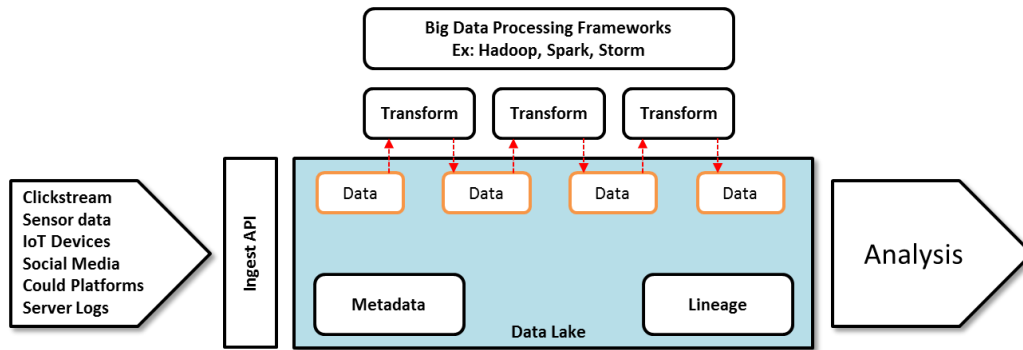 Big Data Processing Frameworks
Ex: Hadoop, Spark, Storm
Transform
Transform
Transform
Clickstream
Sensor data
IoT Devices
Social Media
Could Platforms
Server Logs
Ingest API
Data
Data
Data
Data
Metadata
Lineage
Data Lake
Analysis